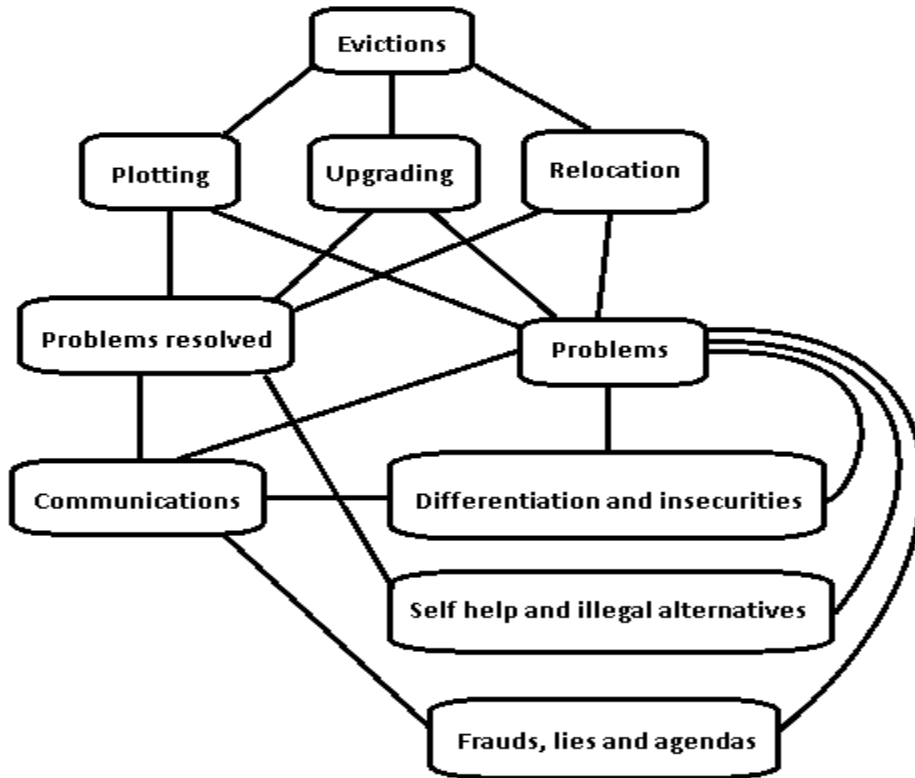 Evictions
Plotting
Upgrading
Relocation
Problems resolved
Problems
Communications
Differentiation and insecurities
Self help and illegal alternatives
Frauds, lies and agendas